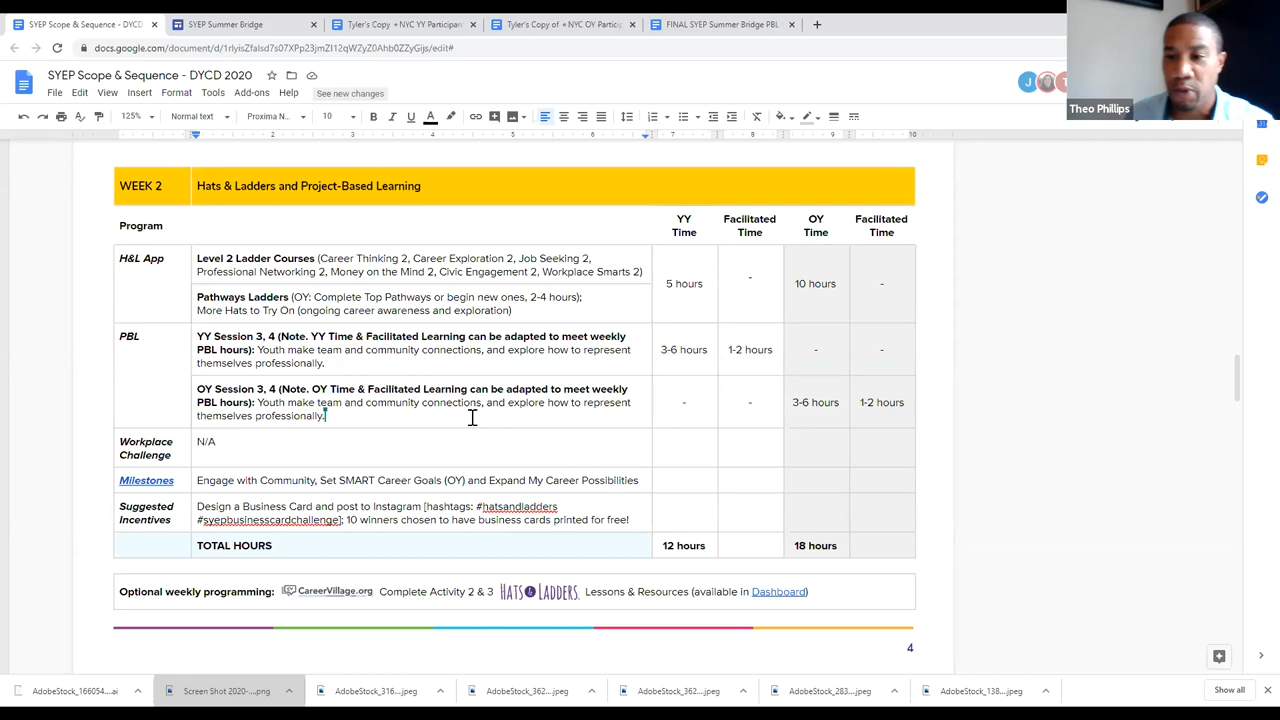 SYEP Scope & Sequence - DYCD
SYEP Summer Bridge
NYC YY Participan
Tyler's Copy of
NYC OY Particip
FINAL SYEP Summer Bridge PBL
SYEP Scope & Sequence - DYCD 2020
File Edit View Insert Format Tools Add-ons Help See new changes
125% Normal text Proxima N... 10
Theo Phillips
2 3 4 5 6 7 8 9 10
WEEK 2 Hats & Ladders and Project-Based Learning
Program YY Time Facilitated Time OY Time Facilitated Time
H&L App Level 2 Ladder Courses (Career Thinking 2, Career Exploration 2, Job Seeking 2,
Professional Networking 2, Money on the Mind 2, Civic Engagement 2, Workplace Smarts 2)
5 hours - 10 hours -
Pathways Ladders (OY: Complete Top Pathways or begin new ones, 2-4 hours);
More Hats to Try On (ongoing career awareness and exploration)
PBL YY Session 3, 4 (Note. YY Time & Facilitated Learning can be adapted to meet weekly
PBL hours): Youth make team and community connections, and explore how to represent
themselves professionally.
3-6 hours 1-2 hours - -
OY Session 3, 4 (Note. OY Time & Facilitated Learning can be adapted to meet weekly
PBL hours): Youth make team and community connections, and explore how to represent
themselves professionally.
- - 3-6 hours 1-2 hours
Workplace Challenge N/A
Milestones Engage with Community, Set SMART Career Goals (OY) and Expand My Career Possibilities
Suggested Incentives Design a Business Card and post to Instagram [hashtags: #hatsandladders
#syepbusinesscardchallenge]; 10 winners chosen to have business cards printed for free!
TOTAL HOURS 12 hours 18 hours
Optional weekly programming: CareerVillage.org Complete Activity 2 & 3 HATS & LADDERS Lessons & Resources (available in Dashboard)
4
AdobeStock_166054....ai Screen Shot 2020-....png AdobeStock_316....jpeg AdobeStock_362....jpeg AdobeStock_362....jpeg AdobeStock_283....jpeg AdobeStock_138....jpeg Show all